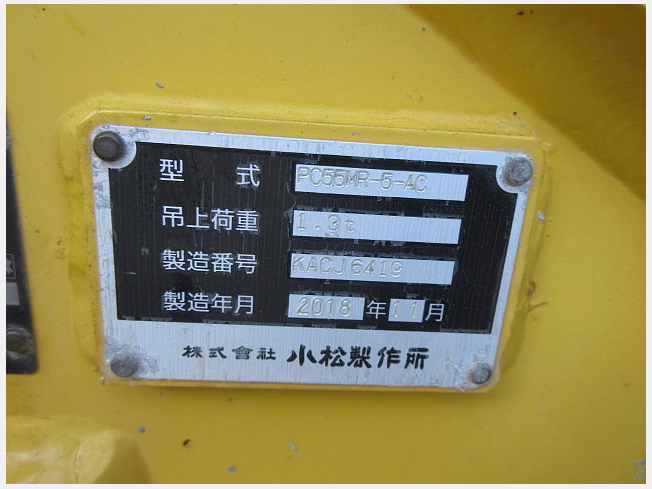 型 式 PC55MR-5-AC
吊上荷重 1.3t
製造番号 KACJ6419
製造年月 2018 年 11 月
株式會社 小松製作所